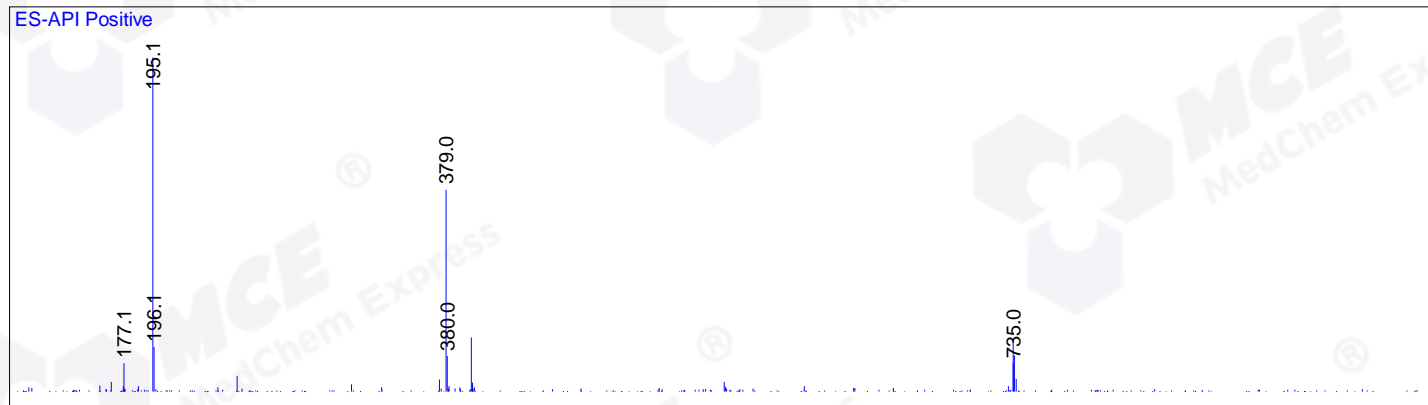 ES-API Positive
195.1
379.0
196.1
177.1
380.0
735.0
MCE
MedChem Express
®
MCE
MedChem Express
®
®